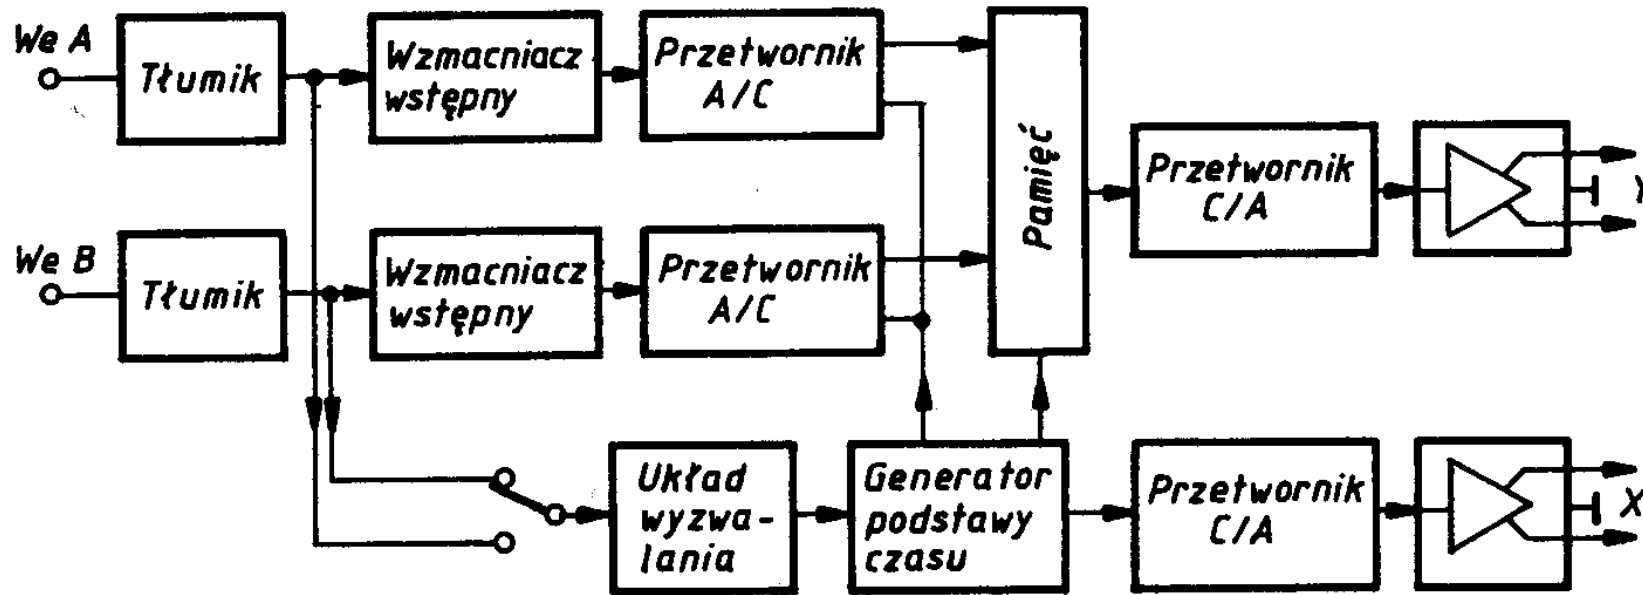 We A
Tłumik
Wzmacniacz
wstępny
Przetwornik
A/C
Pamięć
Przetwornik
C/A
Y
We B
Tłumik
Wzmacniacz
wstępny
Przetwornik
A/C
Układ
wyzwa-
lania
Generator
podstawy
czasu
Przetwornik
C/A
X